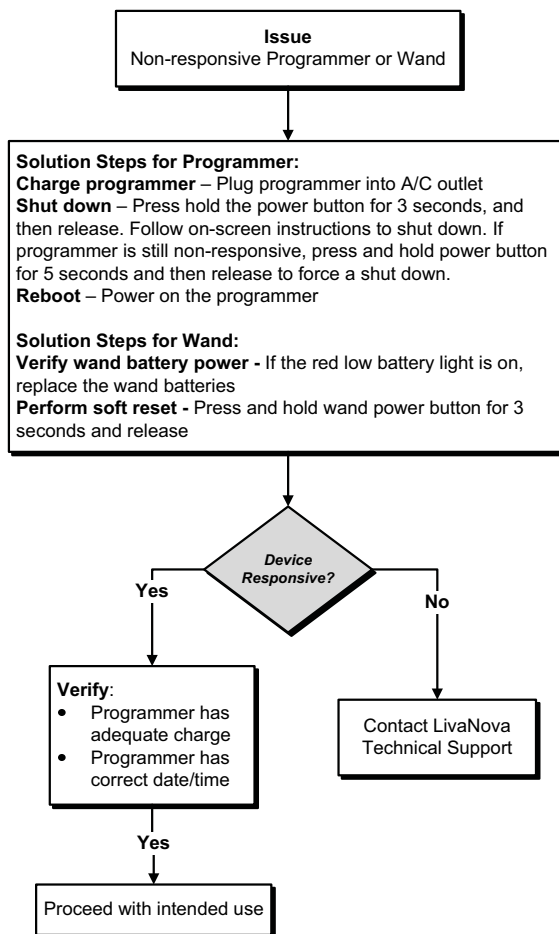 Issue
Non-responsive Programmer or Wand
Solution Steps for Programmer:
Charge programmer – Plug programmer into A/C outlet
Shut down – Press hold the power button for 3 seconds, and
then release. Follow on-screen instructions to shut down. If
programmer is still non-responsive, press and hold power button
for 5 seconds and then release to force a shut down.
Reboot – Power on the programmer
Solution Steps for Wand:
Verify wand battery power - If the red low battery light is on,
replace the wand batteries
Perform soft reset - Press and hold wand power button for 3
seconds and release
Device
Responsive?
Yes
No
Verify:
• Programmer has
adequate charge
• Programmer has
correct date/time
Contact LivaNova
Technical Support
Yes
Proceed with intended use